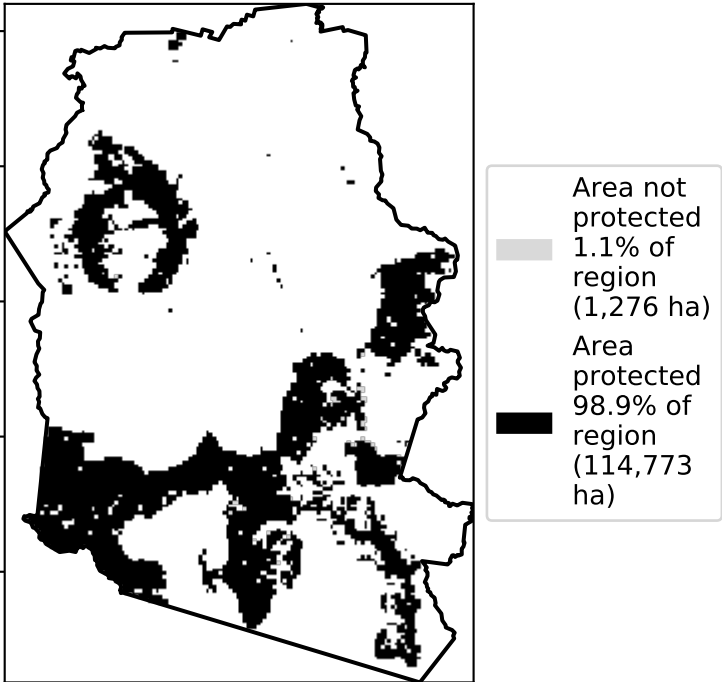 Area not
protected
1.1% of
region
(1,276 ha)
Area
protected
98.9% of
region
(114,773
ha)